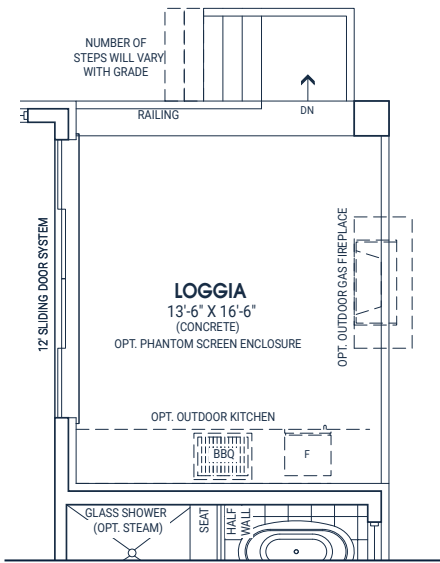 NUMBER OF
STEPS WILL VARY
WITH GRADE
RAILING
DN
12' SLIDING DOOR SYSTEM
LOGGIA
13'-6" X 16'-6"
(CONCRETE)
OPT. PHANTOM SCREEN ENCLOSURE
OPT. OUTDOOR GAS FIREPLACE
OPT. OUTDOOR KITCHEN
BBQ
F
GLASS SHOWER
(OPT. STEAM)
SEAT
HALF
WALL